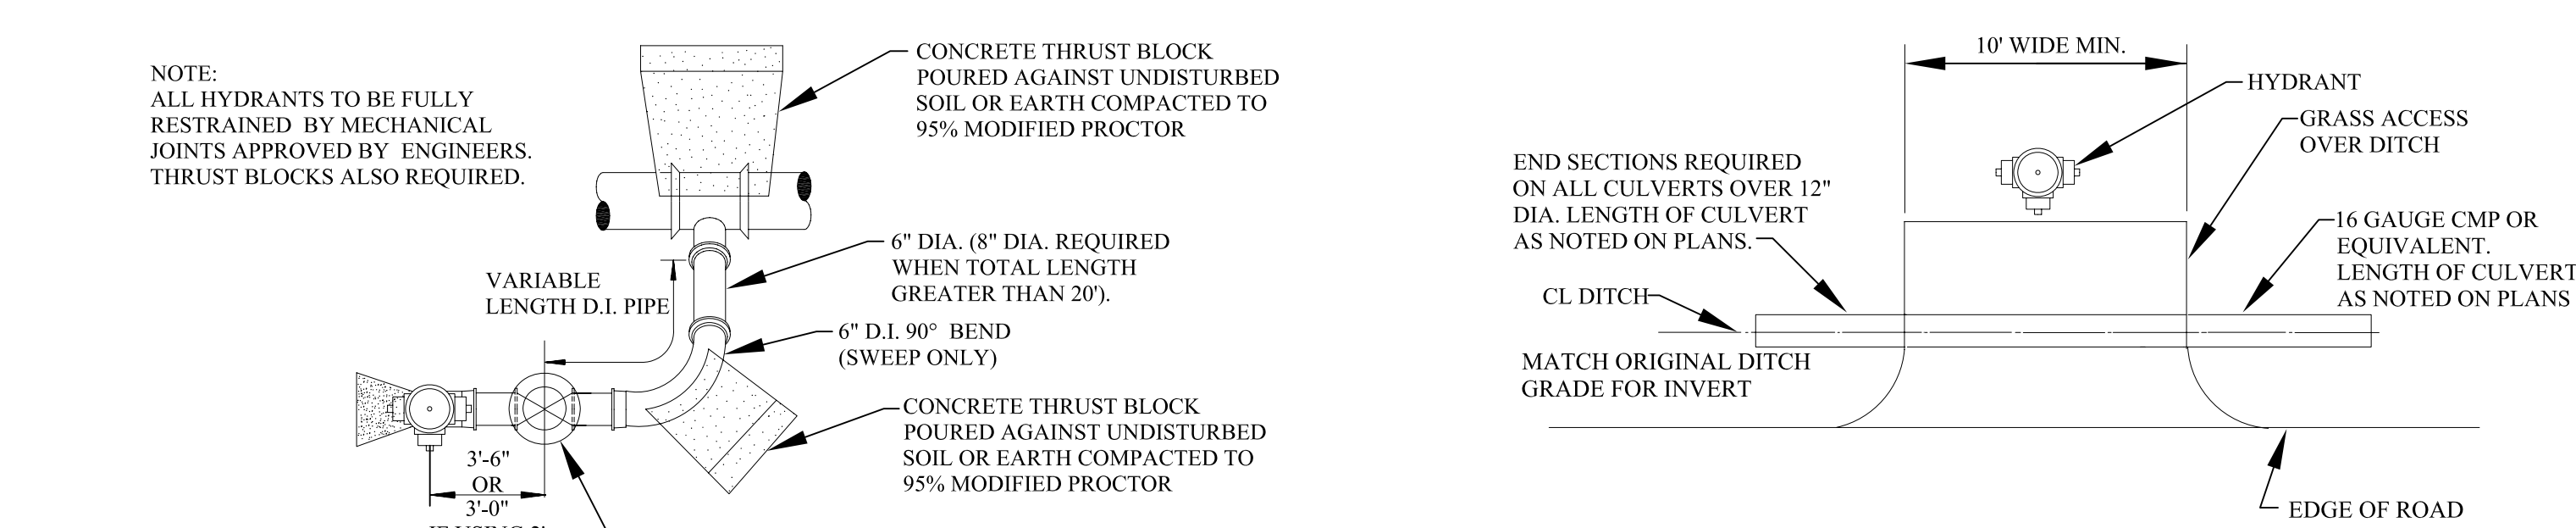 NOTE:
ALL HYDRANTS TO BE FULLY
RESTRAINED BY MECHANICAL
JOINTS APPROVED BY ENGINEERS.
THRUST BLOCKS ALSO REQUIRED.
CONCRETE THRUST BLOCK
POURED AGAINST UNDISTURBED
SOIL OR EARTH COMPACTED TO
95% MODIFIED PROCTOR
6" DIA. (8" DIA. REQUIRED
WHEN TOTAL LENGTH
GREATER THAN 20').
VARIABLE
LENGTH D.I. PIPE
6" D.I. 90° BEND
(SWEEP ONLY)
CONCRETE THRUST BLOCK
POURED AGAINST UNDISTURBED
SOIL OR EARTH COMPACTED TO
95% MODIFIED PROCTOR
3'-6"
OR
3'-0"
IF USING 2'
10' WIDE MIN.
HYDRANT
GRASS ACCESS
OVER DITCH
END SECTIONS REQUIRED
ON ALL CULVERTS OVER 12"
DIA. LENGTH OF CULVERT
AS NOTED ON PLANS.
16 GAUGE CMP OR
EQUIVALENT.
LENGTH OF CULVERT
AS NOTED ON PLANS
CL DITCH
MATCH ORIGINAL DITCH
GRADE FOR INVERT
EDGE OF ROAD